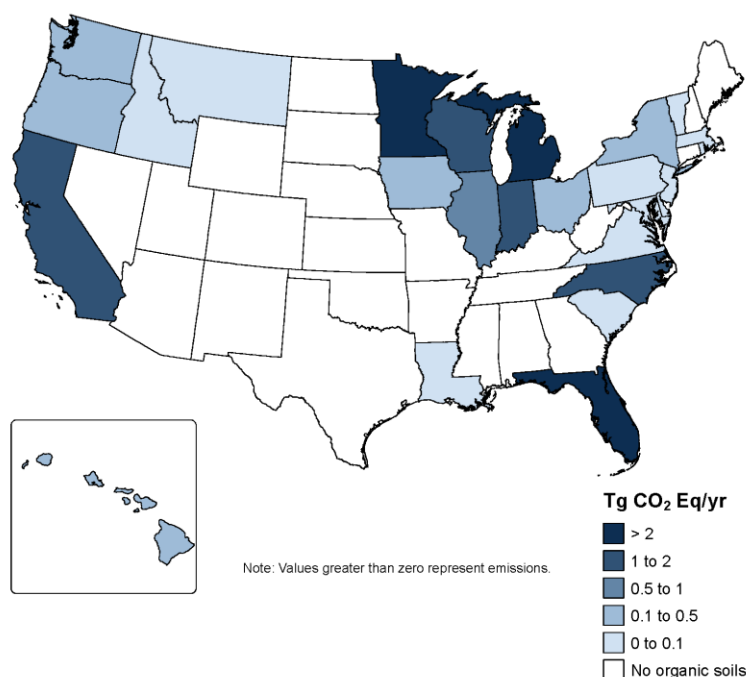 Note: Values greater than zero represent emissions.
Tg CO₂ Eq/yr
> 2
1 to 2
0.5 to 1
0.1 to 0.5
0 to 0.1
No organic soils